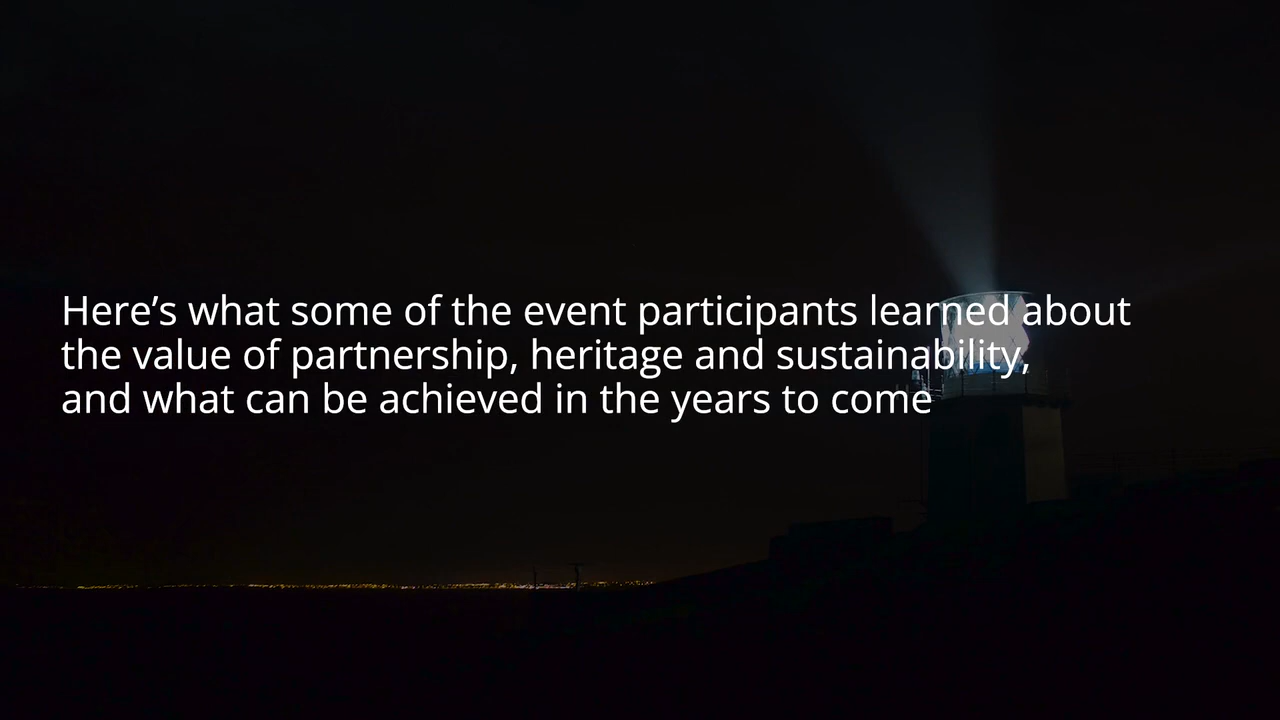 Here’s what some of the event participants learned about
the value of partnership, heritage and sustainability,
and what can be achieved in the years to come